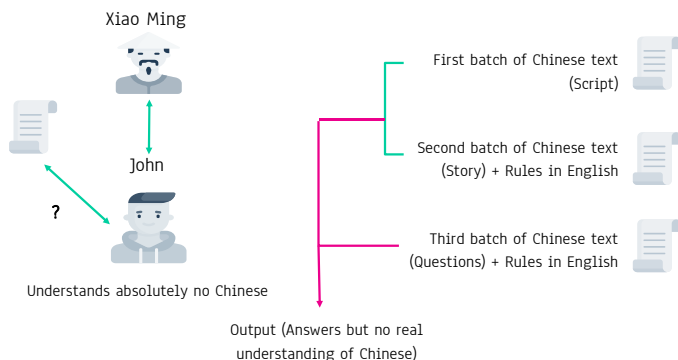 Xiao Ming
John
?
Understands absolutely no Chinese
First batch of Chinese text
(Script)
Second batch of Chinese text
(Story) + Rules in English
Third batch of Chinese text
(Questions) + Rules in English
Output (Answers but no real
understanding of Chinese)